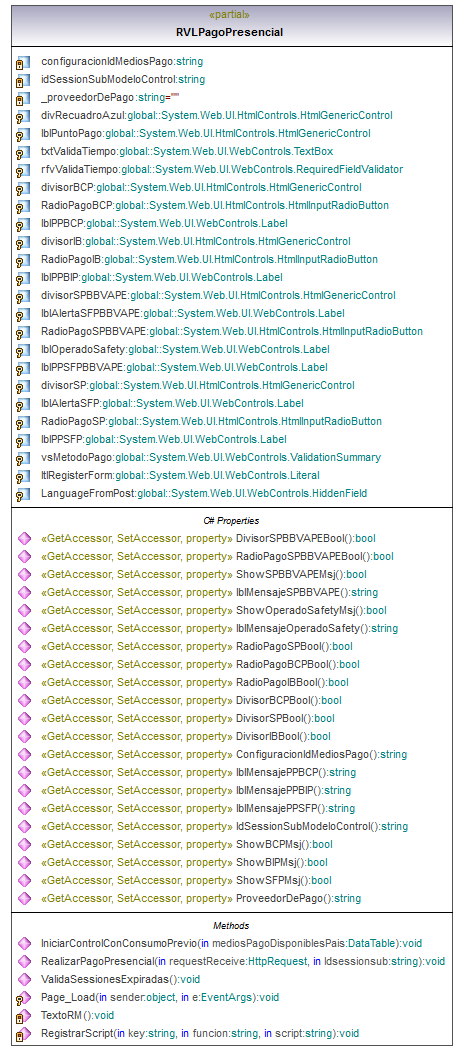 «partial»
RVLPagoPresencial
configuracionIdMediosPago:string
idSessionSubModeloControl:string
_proveedorDePago:string=""
divRecuadroAzul:global::System.Web.UI.HtmlControls.HtmlGenericControl
lblPuntoPago:global::System.Web.UI.HtmlControls.HtmlGenericControl
txtValidaTiempo:global::System.Web.UI.WebControls.TextBox
rfvValidaTiempo:global::System.Web.UI.WebControls.RequiredFieldValidator
divisorBCP:global::System.Web.UI.HtmlControls.HtmlGenericControl
RadioPagoBCP:global::System.Web.UI.HtmlControls.HtmlInputRadioButton
lblPPBCP:global::System.Web.UI.WebControls.Label
divisorIB:global::System.Web.UI.HtmlControls.HtmlGenericControl
RadioPagoIB:global::System.Web.UI.HtmlControls.HtmlInputRadioButton
lblPPBIP:global::System.Web.UI.WebControls.Label
divisorSPBBVAPE:global::System.Web.UI.HtmlControls.HtmlGenericControl
lblAlertaSFPBBVAPE:global::System.Web.UI.WebControls.Label
RadioPagoSPBBVAPE:global::System.Web.UI.HtmlControls.HtmlInputRadioButton
lblOperadoSafety:global::System.Web.UI.WebControls.Label
lblPPSFPBBVAPE:global::System.Web.UI.WebControls.Label
divisorSP:global::System.Web.UI.HtmlControls.HtmlGenericControl
lblAlertaSFP:global::System.Web.UI.WebControls.Label
RadioPagoSP:global::System.Web.UI.HtmlControls.HtmlInputRadioButton
lblPPSFP:global::System.Web.UI.WebControls.Label
vsMetodoPago:global::System.Web.UI.WebControls.ValidationSummary
ltlRegisterForm:global::System.Web.UI.WebControls.Literal
LanguageFromPost:global::System.Web.UI.WebControls.HiddenField
C# Properties
«GetAccessor, SetAccessor, property» DivisorSPBBVAPEBool():bool
«GetAccessor, SetAccessor, property» RadioPagoSPBBVAPEBool():bool
«GetAccessor, SetAccessor, property» ShowSPBBVAPEMsj():bool
«GetAccessor, SetAccessor, property» lblMensajeSPBBVAPE():string
«GetAccessor, SetAccessor, property» ShowOperadoSafetyMsj():bool
«GetAccessor, SetAccessor, property» lblMensajeOperadoSafety():string
«GetAccessor, SetAccessor, property» RadioPagoSPBool():bool
«GetAccessor, SetAccessor, property» RadioPagoBCPBool():bool
«GetAccessor, SetAccessor, property» RadioPagoIBBool():bool
«GetAccessor, SetAccessor, property» DivisorBCPBool():bool
«GetAccessor, SetAccessor, property» DivisorSPBool():bool
«GetAccessor, SetAccessor, property» DivisorIBBool():bool
«GetAccessor, SetAccessor, property» ConfiguracionIdMediosPago():string
«GetAccessor, SetAccessor, property» lblMensajePPBCP():string
«GetAccessor, SetAccessor, property» lblMensajePPBIP():string
«GetAccessor, SetAccessor, property» lblMensajePPSFP():string
«GetAccessor, SetAccessor, property» IdSessionSubModeloControl():string
«GetAccessor, SetAccessor, property» ShowBCPMsj():bool
«GetAccessor, SetAccessor, property» ShowBIPMsj():bool
«GetAccessor, SetAccessor, property» ShowSFPMsj():bool
«GetAccessor, SetAccessor, property» ProveedorDePago():string
Methods
IniciarControlConConsumoPrevio(in mediosPagoDisponiblesPais:DataTable):void
RealizarPagoPresencial(in requestReceive:HttpRequest, in Idsessionsub:string):void
ValidaSessionesExpiradas():void
Page_Load(in sender:object, in e:EventArgs):void
TextoRM():void
RegistrarScript(in key:string, in funcion:string, in script:string):void